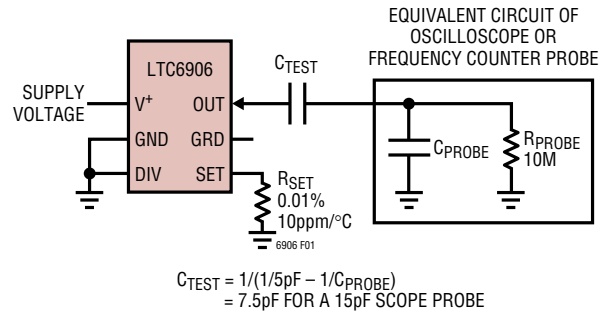 EQUIVALENT CIRCUIT OF
OSCILLOSCOPE OR
FREQUENCY COUNTER PROBE
LTC6906
CTEST
SUPPLY
VOLTAGE
V+
OUT
GND
GRD
DIV
SET
RSET
0.01%
10ppm/°C
CPROBE
RPROBE
10M
6906 F01
CTEST = 1/(1/5pF – 1/CPROBE)
= 7.5pF FOR A 15pF SCOPE PROBE